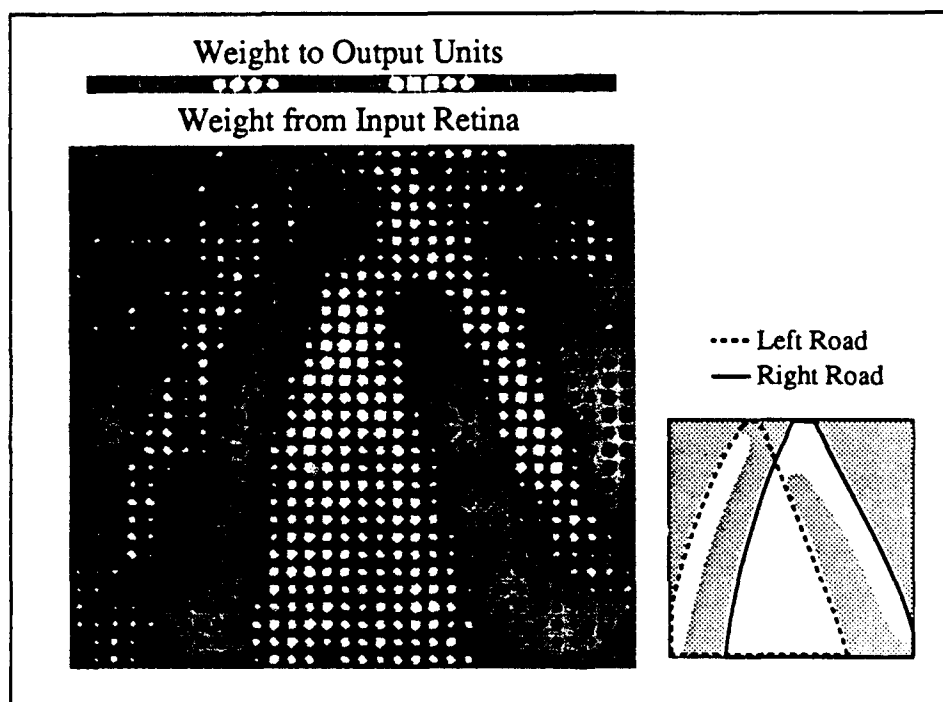 Weight to Output Units
Weight from Input Retina
Left Road
Right Road